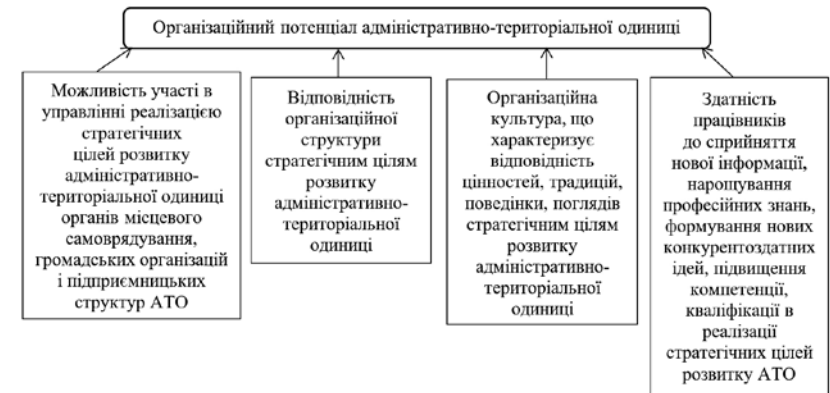 Організаційний потенціал адміністративно-територіальної одиниці
Можливість участі в
управлінні реалізацією
стратегічних
цілей розвитку
адміністративно-
територіальної одиниці
органів місцевого
самоврядування,
громадських організацій
і підприємницьких
структур АТО
Відповідність
організаційної
структури
стратегічним цілям
розвитку
адміністративно-
територіальної
одиниці
Організаційна
культура, що
характеризує
відповідність
цінностей, традицій,
поведінки, поглядів
стратегічним цілям
розвитку
адміністративно-
територіальної
одиниці
Здатність
працівників
до сприйняття
нової інформації,
нарощування
професійних знань,
формування нових
конкурентоздатних
ідей, підвищення
компетенції,
кваліфікації в
реалізації
стратегічних цілей
розвитку АТО